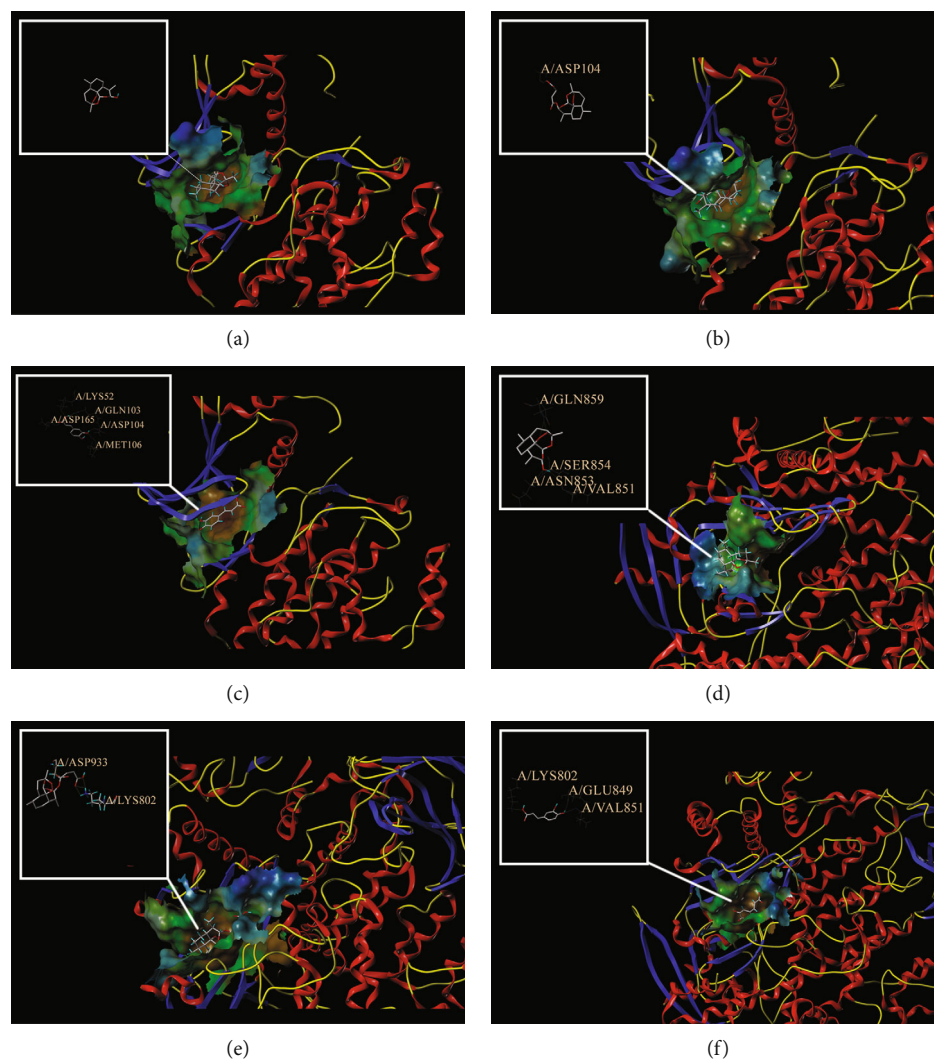 A/ASP104
(a)
(b)
A/LYS52
A/GLN103
A/ASP165
A/ASP104
A/MET106
A/GLN859
A/SER854
A/ASN853
A/VAL851
(c)
(d)
Δ/ASP933
Δ/LYS802
A/LYS802
A/GLU849
A/VAL851
(e)
(f)